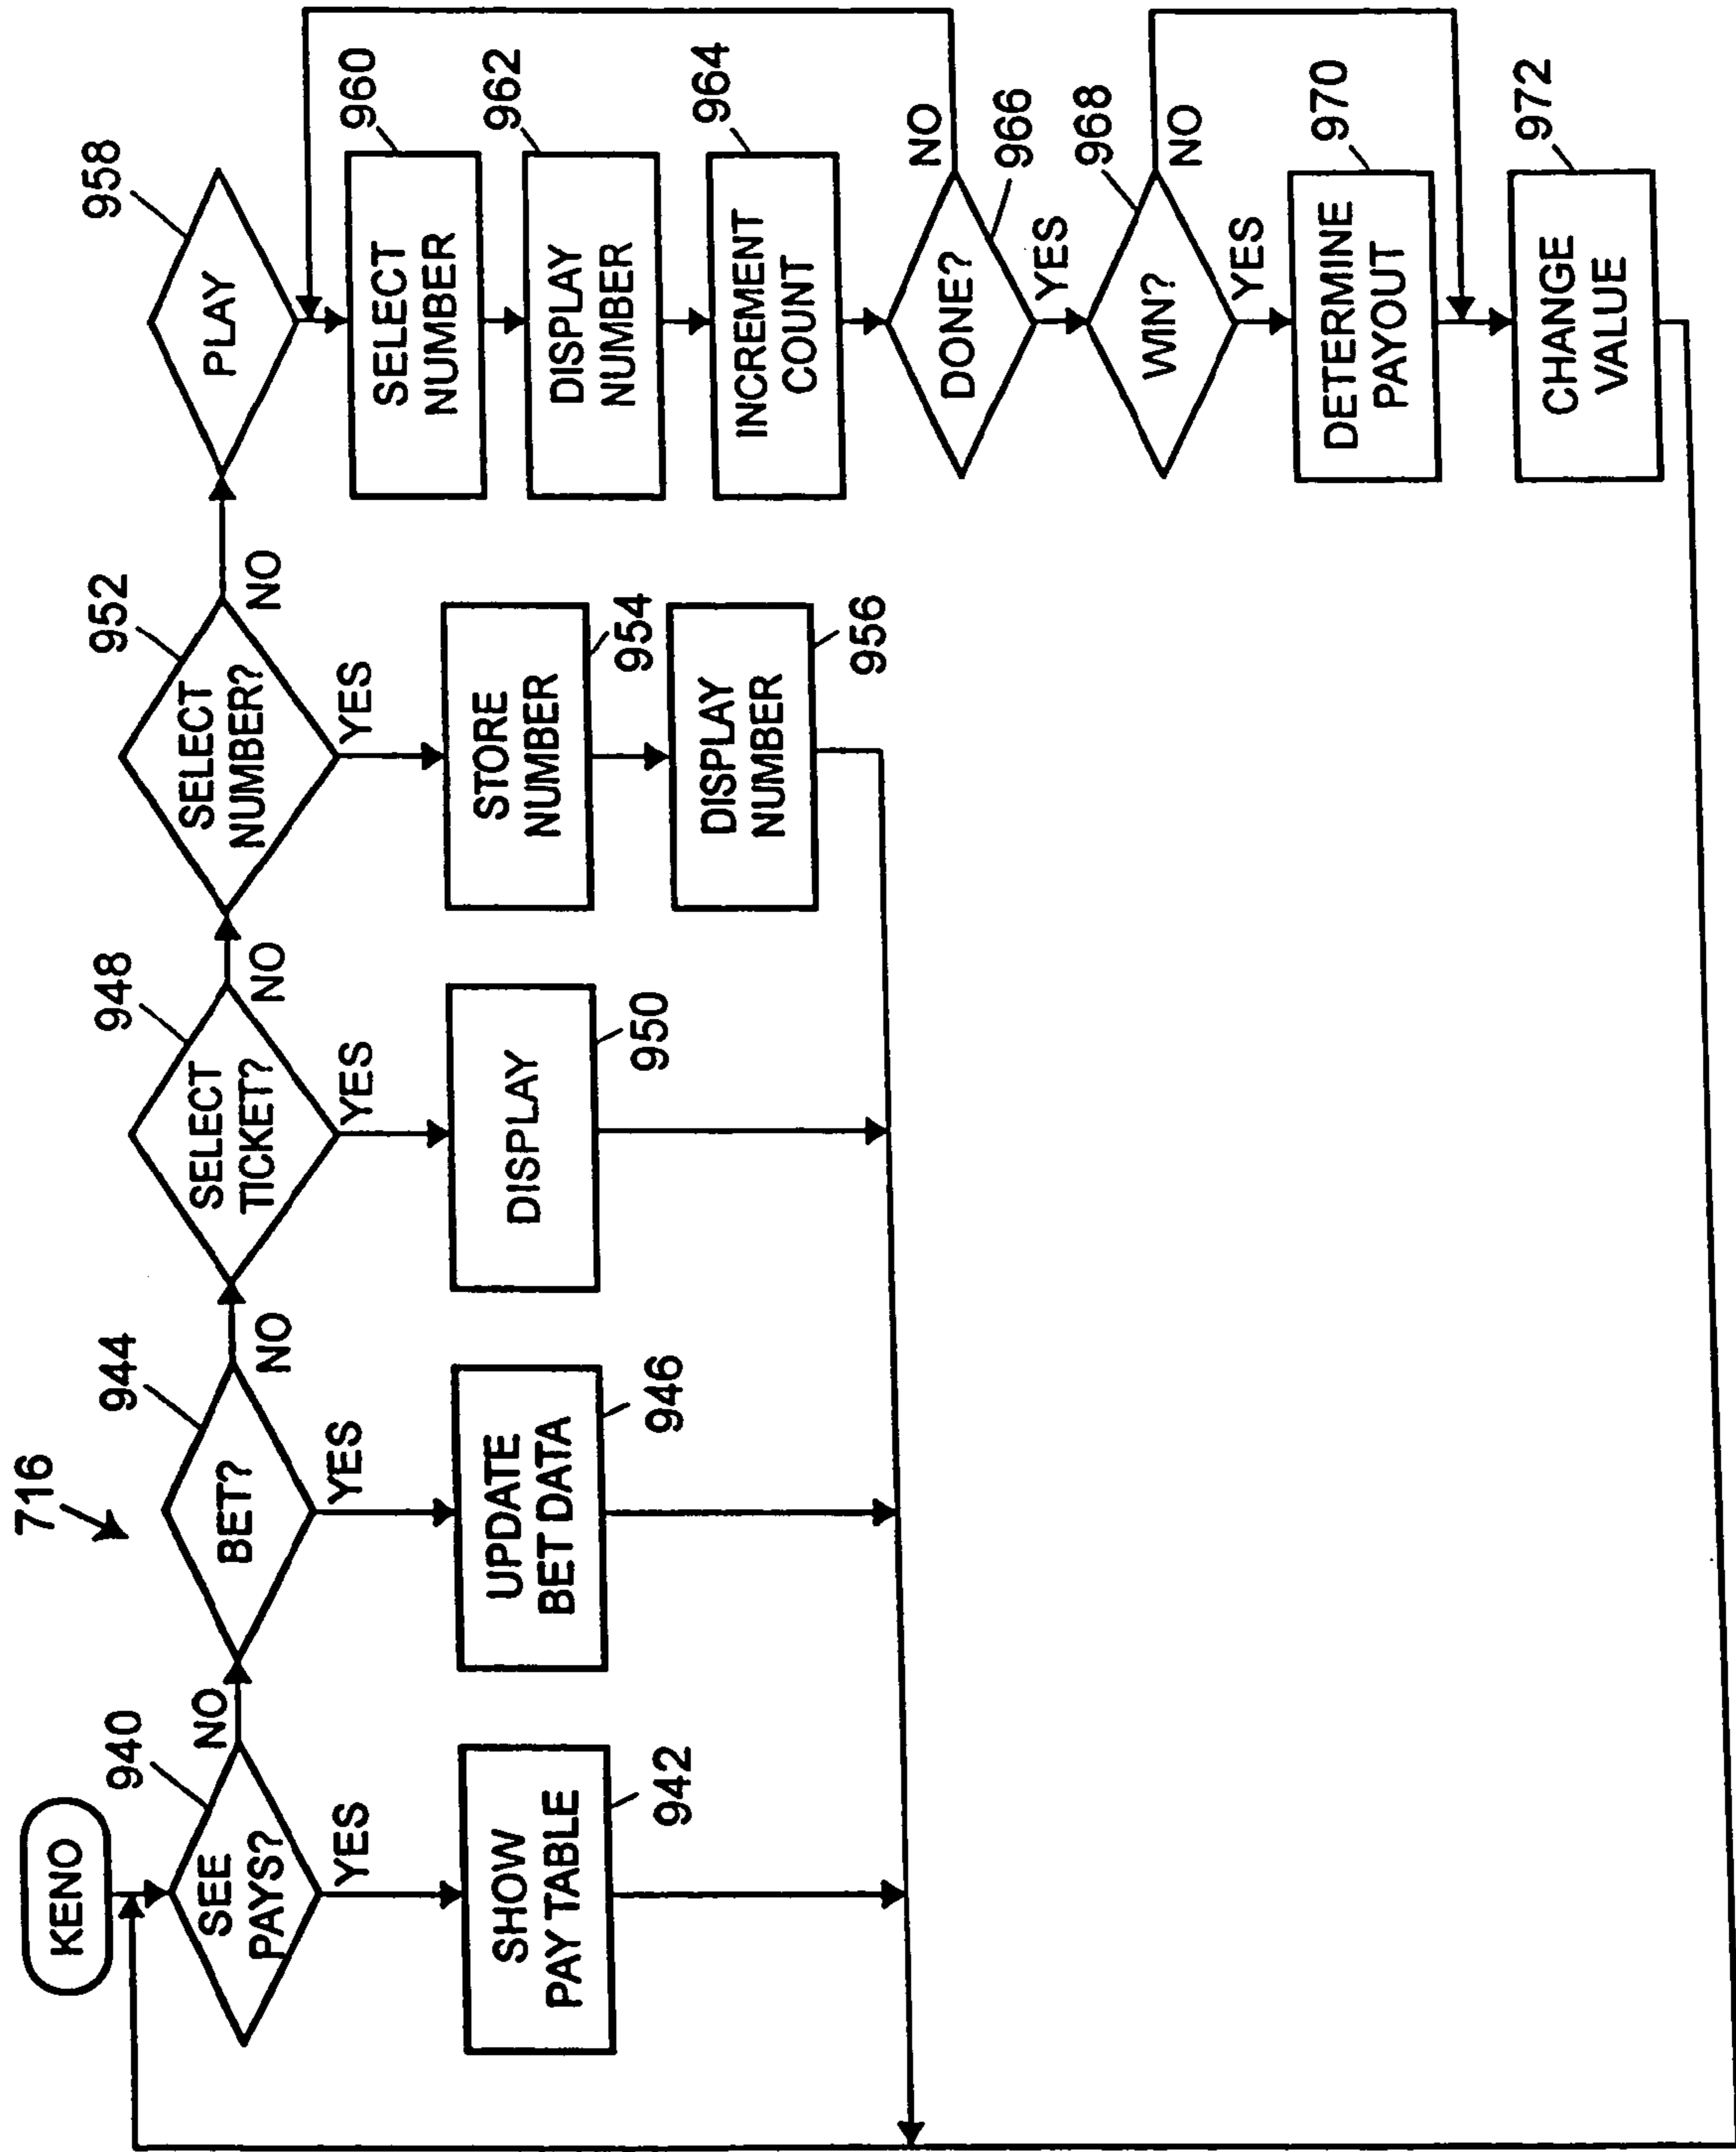 716
KENO
940
SEE
PAYS?
NO
YES
SHOW
PAY TABLE
942
944
BET?
NO
YES
UPDATE
BET DATA
946
948
SELECT
TICKET?
NO
YES
DISPLAY
950
952
SELECT
NUMBER?
NO
YES
STORE
NUMBER
954
DISPLAY
NUMBER
956
958
PLAY
960
SELECT
NUMBER
962
DISPLAY
NUMBER
964
INCREMENT
COUNT
NO
DONE?
966
YES
968
WIN?
NO
YES
970
DETERMINE
PAYOUT
972
CHANGE
VALUE